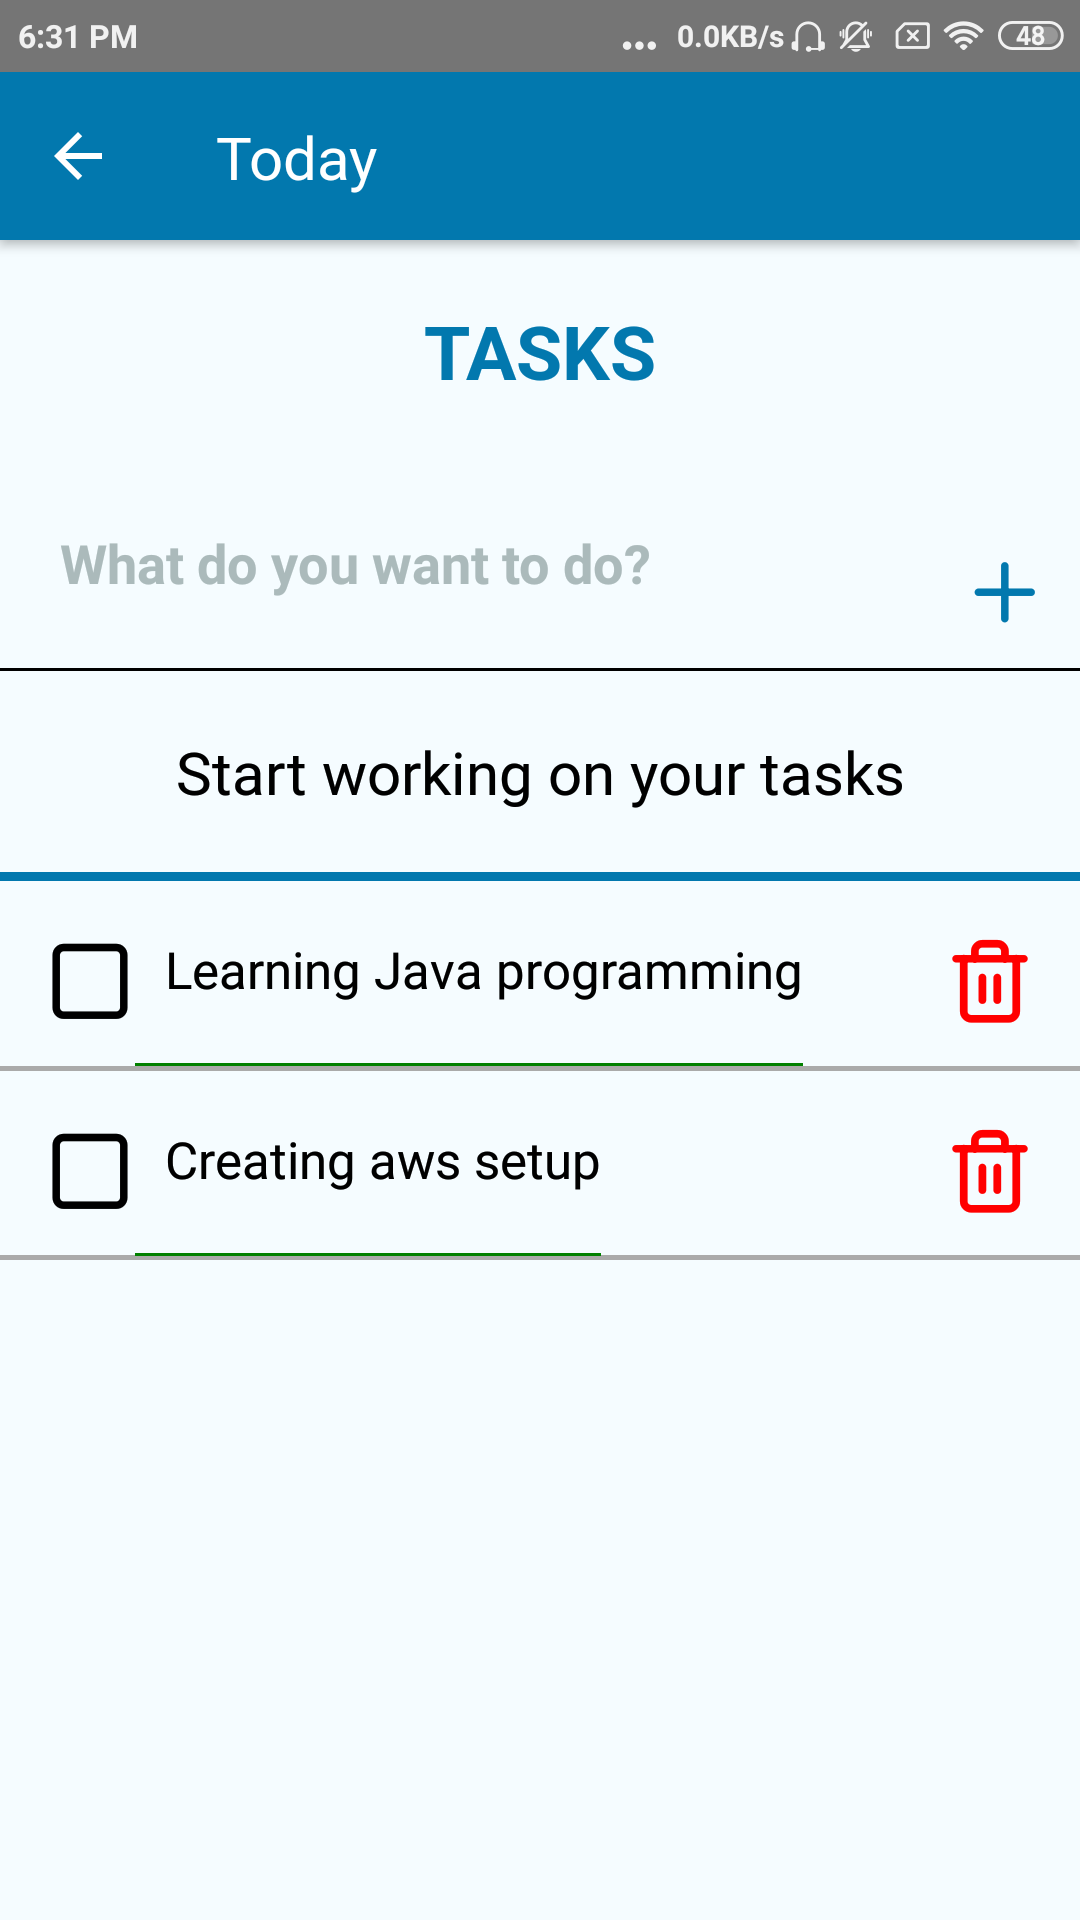 6:31 PM ... 0.0KB/s 48
Today
TASKS
What do you want to do?
Start working on your tasks
Learning Java programming
Creating aws setup